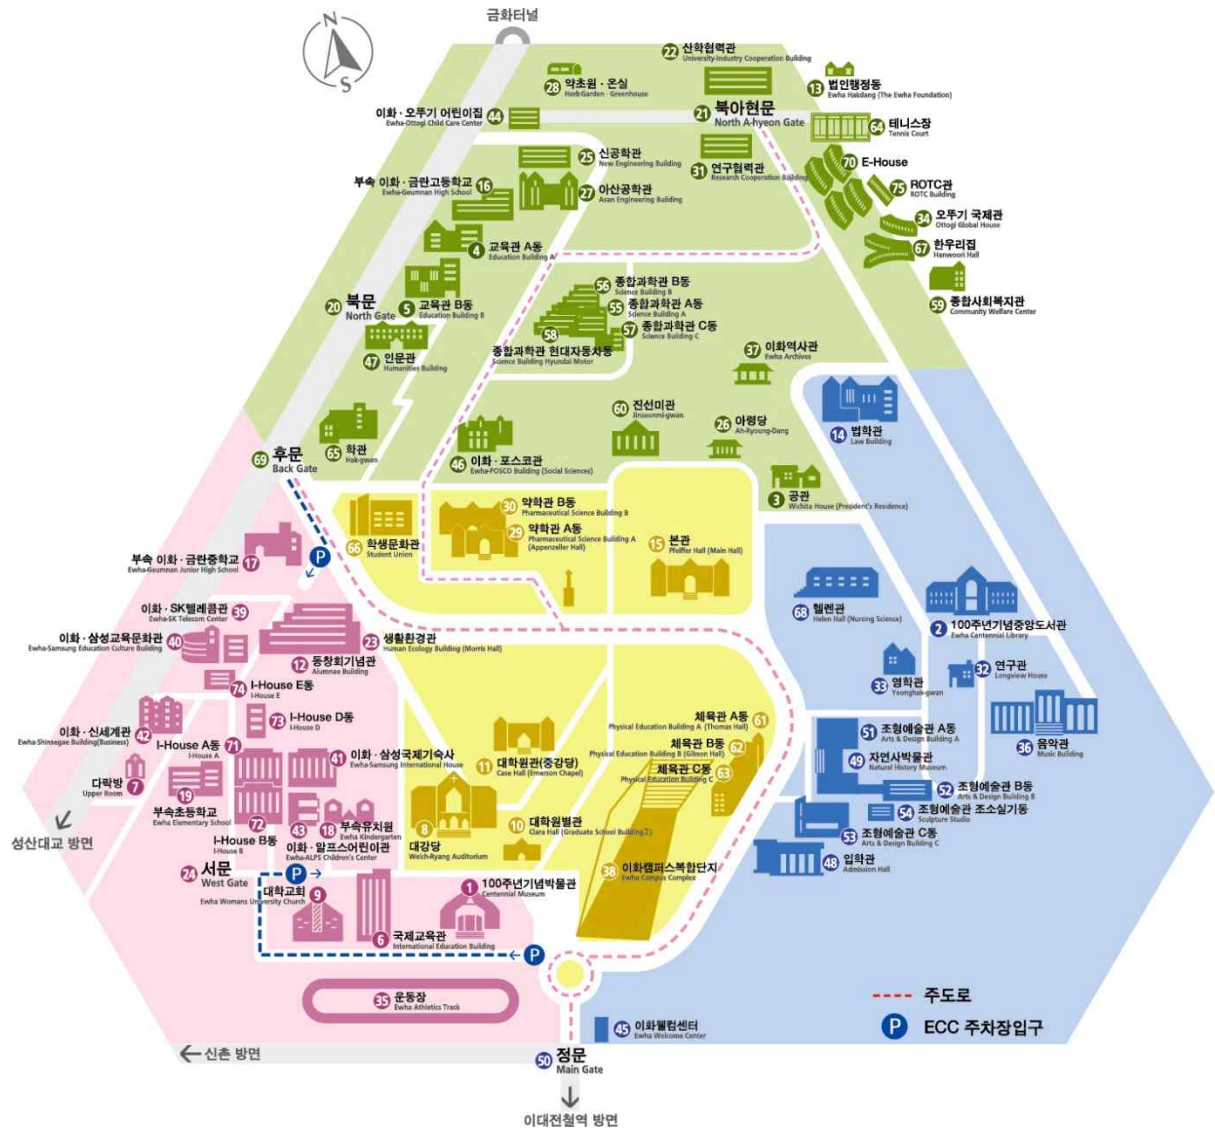 금화터널
N
S
22 산학협력관
University-Industry Cooperation Building
28 약초원 · 온실
Herb Garden · Greenhouse
13 법인행정동
Ewha Hakdang (The Ewha Foundation)
이화 · 오뚜기 어린이집 44
Ewha-Ottogi Child Care Center
21 북아현문
North A-hyeon Gate
64 테니스장
Tennis Court
25 신공학관
New Engineering Building
31 연구협력관
Research Cooperation Building
70 E-House
부속 이화 · 금란고등학교 16
Ewha-Geumnan High School
27 아산공학관
Asan Engineering Building
75 ROTC관
ROTC Building
34 오뚜기 국제관
Ottogi Global House
4 교육관 A동
Education Building A
67 한우리집
Hanwoori Hall
56 종합과학관 B동
Science Building B
59 종합사회복지관
Community Welfare Center
20 북문
North Gate
5 교육관 B동
Education Building B
55 종합과학관 A동
Science Building A
57 종합과학관 C동
Science Building C
58
종합과학관 현대자동차동
Science Building Hyundai Motor
47 인문관
Humanities Building
37 이화역사관
Ewha Archives
60 진선미관
Jinseonmi-gwan
26 아령당
Ah-Ryoung-Dang
14 법학관
Law Building
69 후문
Back Gate
65 학관
Hak-gwan
46 이화 · 포스코관
Ewha-POSCO Building (Social Sciences)
3 공관
Wichita House (President's Residence)
30 약학관 B동
Pharmaceutical Science Building B
29 약학관 A동
Pharmaceutical Science Building A
(Appenzeller Hall)
66 학생문화관
Student Union
15 본관
Pfeiffer Hall (Main Hall)
P
부속 이화 · 금란중학교 17
Ewha-Geumnan Junior High School
68 헬렌관
Helen Hall (Nursing Science)
2 100주년기념중앙도서관
Ewha Centennial Library
이화 · SK텔레콤관 39
Ewha-SK Telecom Center
이화 · 삼성교육문화관 40
Ewha-Samsung Education Culture Building
23 생활환경관
Human Ecology Building (Morris Hall)
12 동창회기념관
Alumnae Building
32 연구관
Longview House
33 영학관
Yeonghak-gwan
74 I-House E동
I-House E
73 I-House D동
I-House D
이화 · 신세계관 42
Ewha-Shinsegae Building(Business)
I-House A동 71
I-House A
41 이화 · 삼성국제기숙사
Ewha-Samsung International House
11 대학원관(중강당)
Case Hall (Emerson Chapel)
체육관 A동 61
Physical Education Building A (Thomas Hall)
체육관 B동 62
Physical Education Building B (Gibson Hall)
체육관 C동 63
Physical Education Building C
51 조형예술관 A동
Arts & Design Building A
36 음악관
Music Building
49 자연사박물관
Natural History Museum
52 조형예술관 B동
Arts & Design Building B
다락방
Upper Room 7
19
부속초등학교
Ewha Elementary School
54 조형예술관 조소실기동
Sculpture Studio
53 조형예술관 C동
Arts & Design Building C
72
I-House B동
I-House B
43 18 부속유치원
Ewha Kindergarten
이화 · 알프스어린이관
Ewha-ALPS Children's Center
8
대강당
Welch-Ryang Auditorium
10 대학원별관
Clara Hall (Graduate School Building2)
38 이화캠퍼스복합단지
Ewha Campus Complex
48 입학관
Admission Hall
성산대교 방면
24 서문
West Gate
P
대학교회 9
Ewha Womans University Church
1 100주년기념박물관
Centennial Museum
6 국제교육관
International Education Building
P
35 운동장
Ewha Athletics Track
주도로
45 이화웰컴센터
Ewha Welcome Center
P ECC 주차장입구
신촌 방면
50 정문
Main Gate
이대전철역 방면